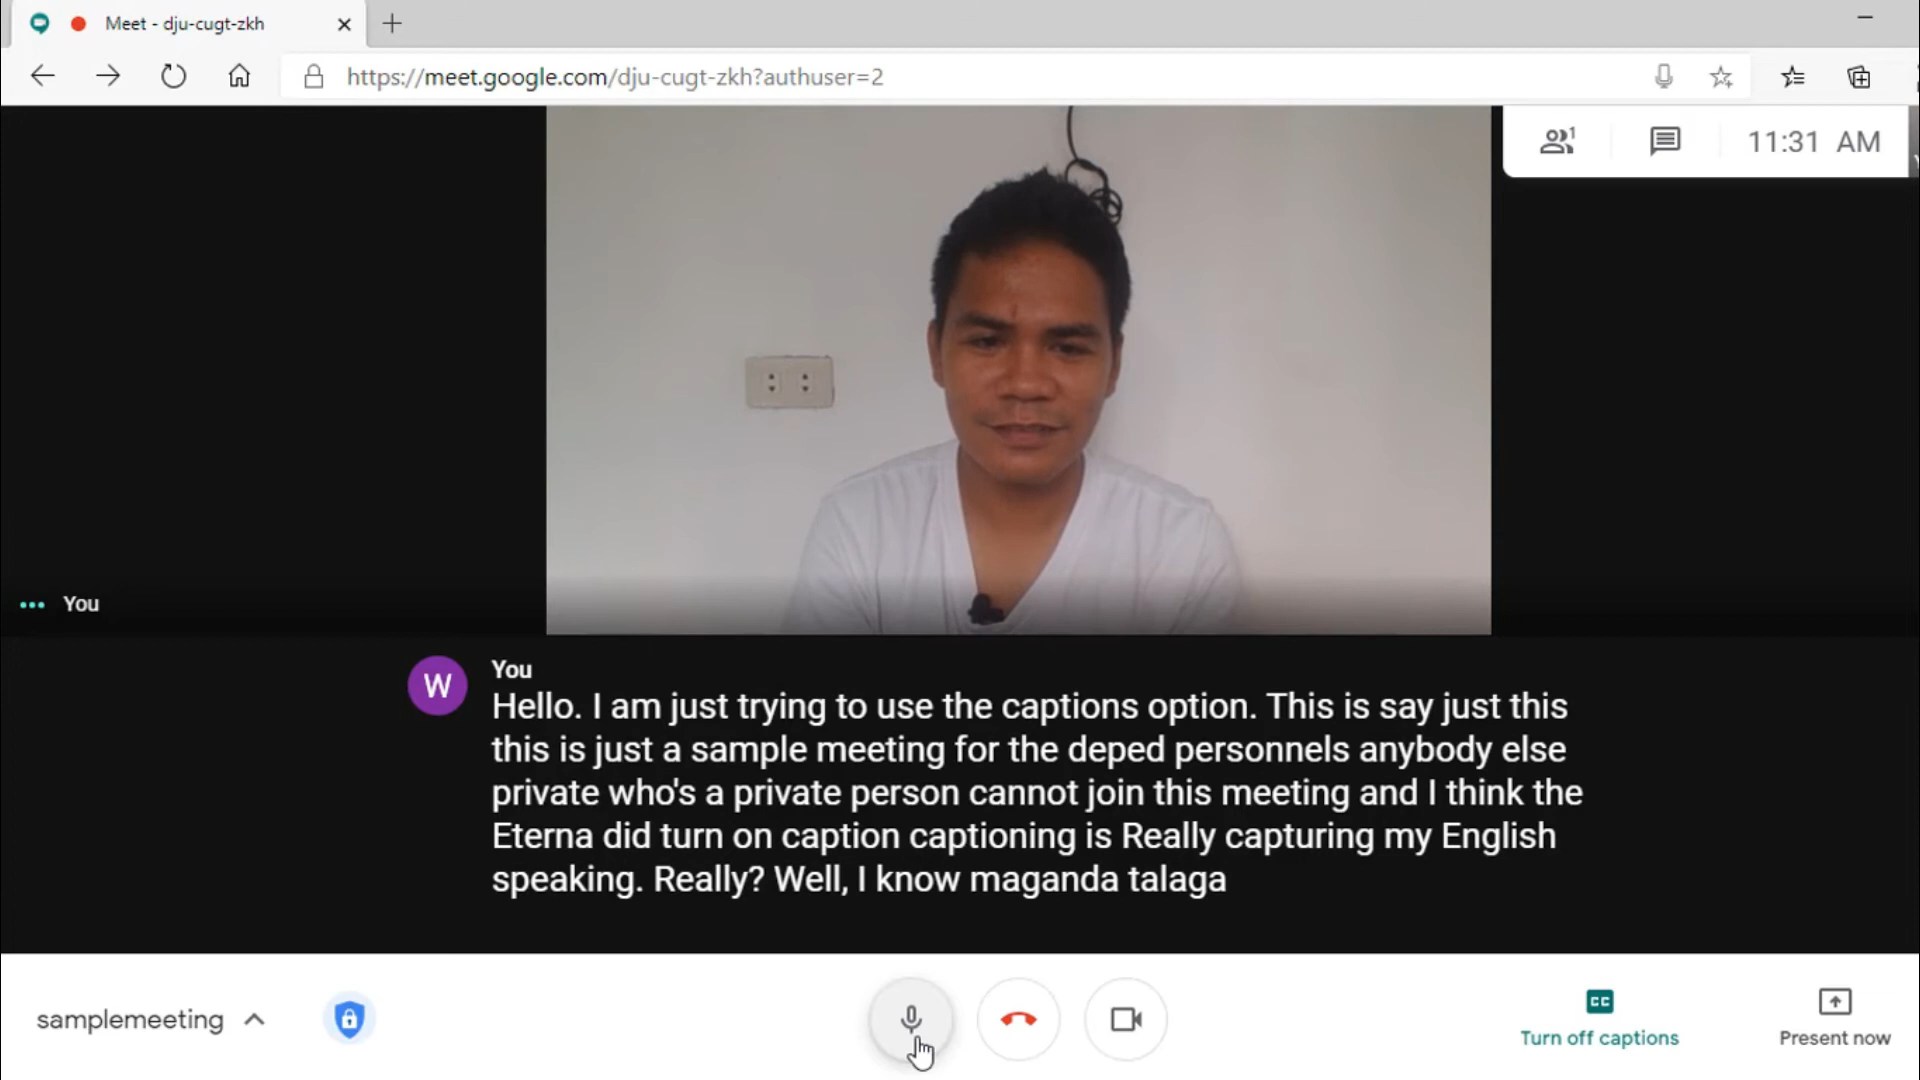 Meet - dju-cugt-zkh
https://meet.google.com/dju-cugt-zkh?authuser=2
1
11:31 AM
You
W
You
Hello. I am just trying to use the captions option. This is say just this
this is just a sample meeting for the deped personnels anybody else
private who's a private person cannot join this meeting and I think the
Eterna did turn on caption captioning is Really capturing my English
speaking. Really? Well, I know maganda talaga
samplemeeting
CC
Turn off captions
Present now